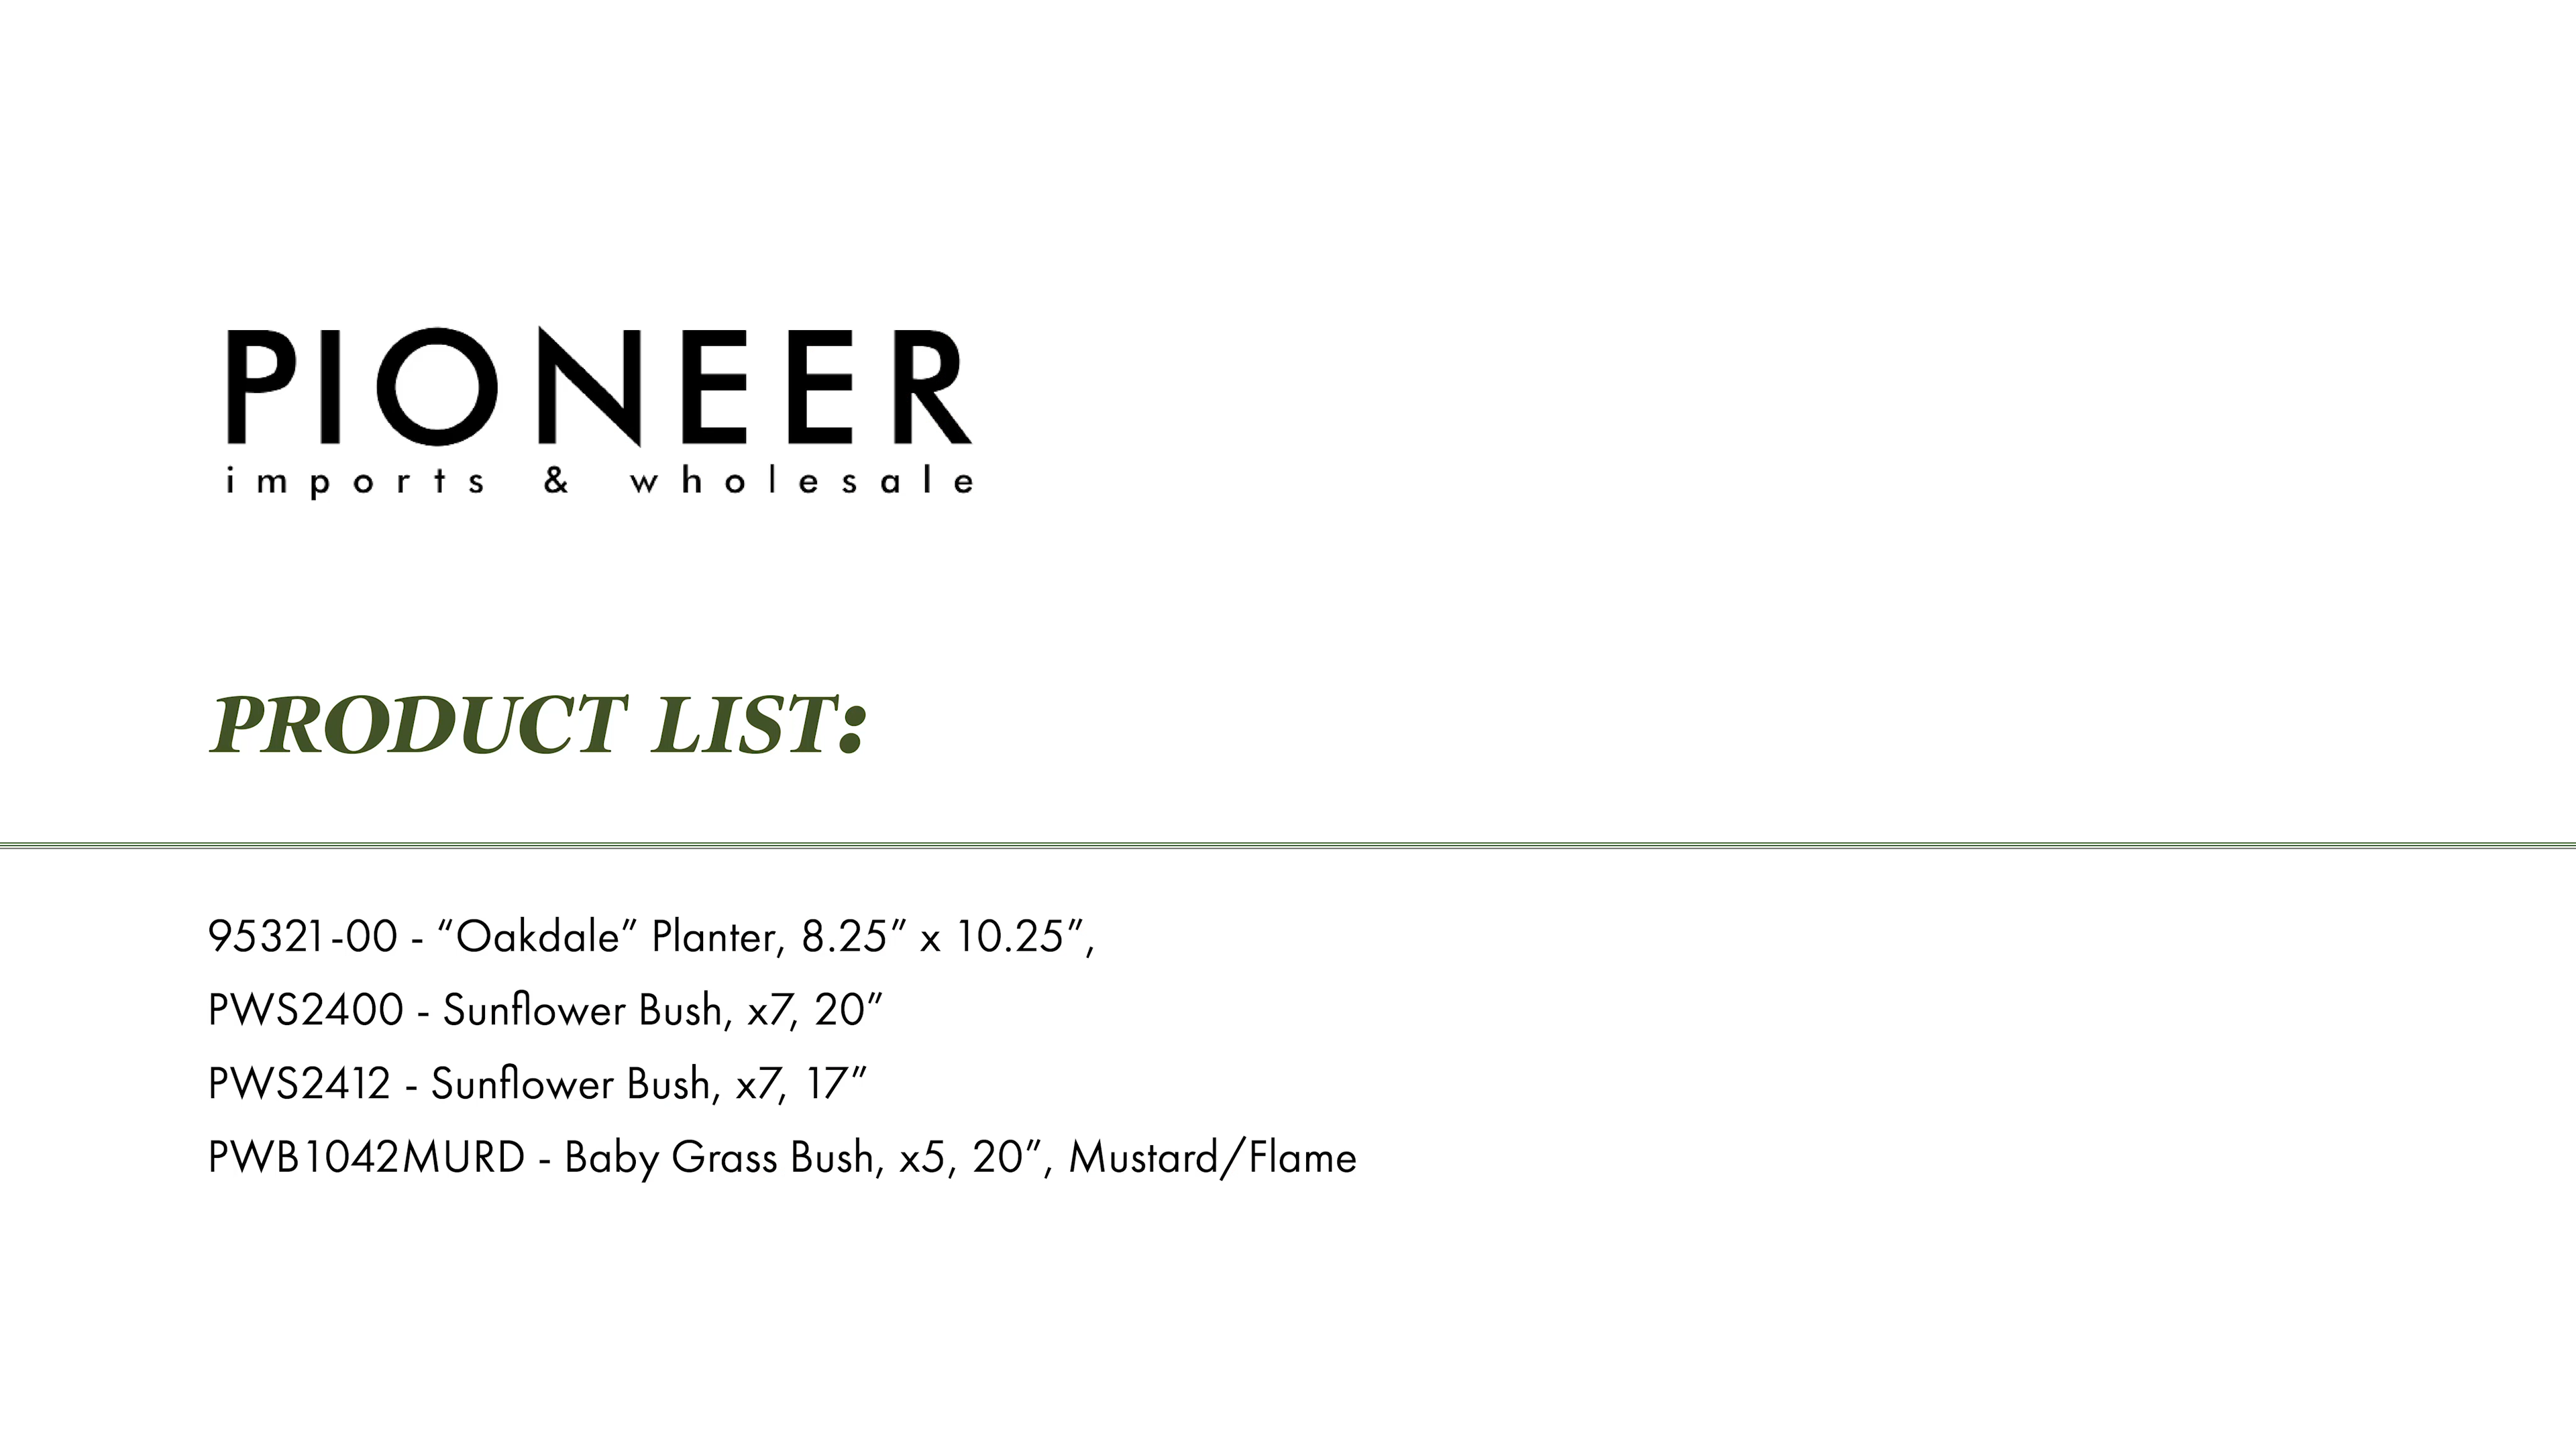 PIONEER
imports & wholesale
PRODUCT LIST:
95321-00 - “Oakdale” Planter, 8.25” x 10.25”,
PWS2400 - Sunflower Bush, x7, 20”
PWS2412 - Sunflower Bush, x7, 17”
PWB1042MURD - Baby Grass Bush, x5, 20”, Mustard/Flame